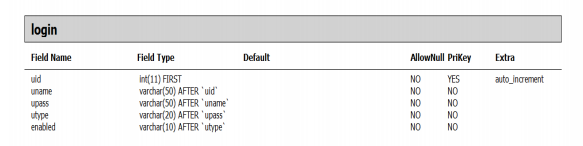 login
Field Name Field Type Default AllowNull PriKey Extra
uid int(11) FIRST NO YES auto_increment
uname varchar(50) AFTER `uid` NO NO
upass varchar(50) AFTER `uname` NO NO
utype varchar(20) AFTER `upass` NO NO
enabled varchar(10) AFTER `utype` NO NO